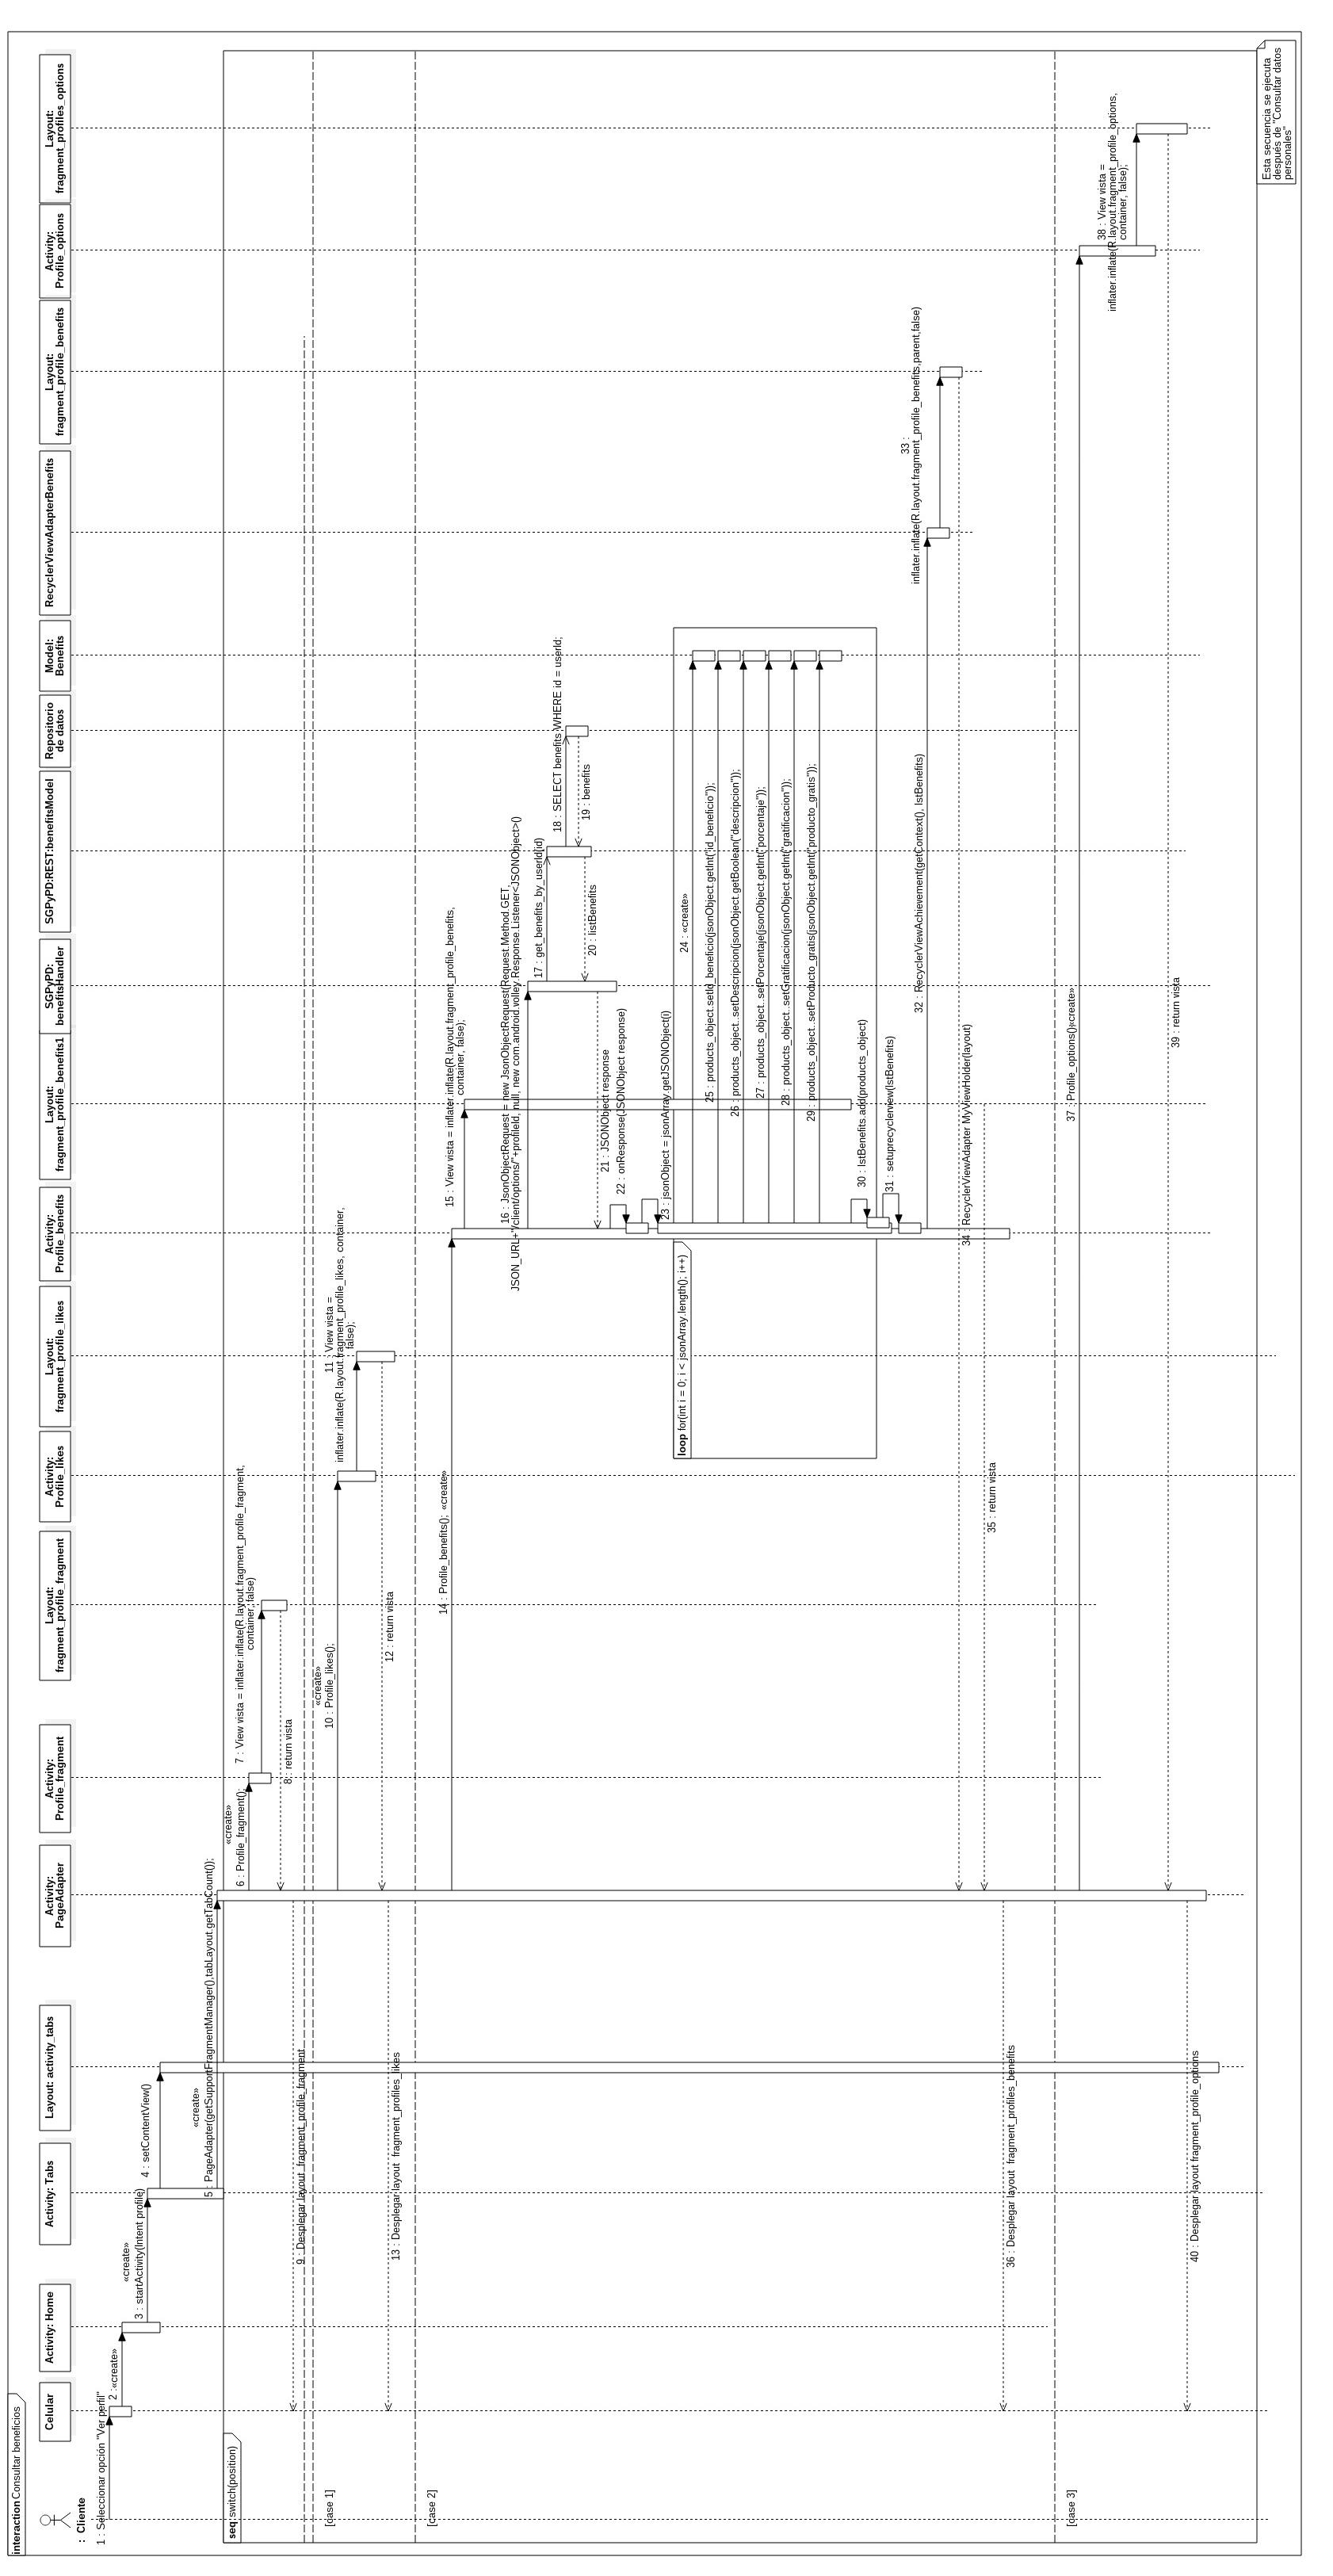 interaction Consultar beneficios
: Cliente
Celular
Activity: Home
Activity: Tabs
Layout: activity_tabs
Activity:
PageAdapter
Activity:
Profile_fragment
Layout:
fragment_profile_fragment
Activity:
Profile_likes
Layout:
fragment_profile_likes
Activity:
Profile_benefits
Layout:
fragment_profile_benefits1
SGPyPD:
benefitsHandler
SGPyPD:REST:benefitsModel
Repositorio
de datos
Model:
Benefits
RecyclerViewAdapterBenefits
Layout:
fragment_profile_benefits
Activity:
Profile_options
Layout:
fragment_profiles_options
1 : Seleccionar opción "Ver perfil"
2 :«create»
«create»
3 : startActivity(Intent profile)
4 : setContentView()
«create»
5 : PageAdapter(getSupportFragmentManager(),tabLayout.getTabCount());
seq switch(position)
«create»
6 : Profile_fragment();
7 : View vista = inflater.inflate(R.layout.fragment_profile_fragment,
container, false)
8 : return vista
9 : Desplegar layout fragment_profile_fragment
[case 1]
«create»
10 : Profile_likes();
11 : View vista =
inflater.inflate(R.layout.fragment_profile_likes, container,
false);
12 : return vista
13 : Desplegar layout fragment_profiles_likes
[case 2]
14 : Profile_benefits(); «create»
15 : View vista = inflater.inflate(R.layout.fragment_profile_benefits,
container, false);
16 : JsonObjectRequest = new JsonObjectRequest(Request.Method.GET,
JSON_URL+"/client/options/"+profileId, null, new com.android.volley.Response.Listener<JSONObject>()
17 : get_benefits_by_userId(id)
18 : SELECT benefits WHERE id = userId;
19 : benefits
20 : listBenefits
21 : JSONObject response
22 : onResponse(JSONObject response)
23 : jsonObject = jsonArray.getJSONObject(i)
loop for(int i = 0; i < jsonArray.length(); i++)
24 : «create»
25 : products_object.setId_beneficio(jsonObject.getInt("id_beneficio"));
26 : products_object..setDescripcion(jsonObject.getBoolean("descripcion"));
27 : products_object..setPorcentaje(jsonObject.getInt("porcentaje"));
28 : products_object..setGratificacion(jsonObject.getInt("gratificacion"));
29 : products_object..setProducto_gratis(jsonObject.getInt("producto_gratis"));
30 : lstBenefits.add(products_object)
31 : setuprecyclerview(lstBenefits)
32 : RecyclerViewAchievement(getContext(), lstBenefits)
33 :
inflater.inflate(R.layout.fragment_profile_benefits,parent,false)
34 : RecyclerViewAdapter MyViewHolder(layout)
35 : return vista
36 : Desplegar layout fragment_profiles_benefits
[case 3]
37 : Profile_options();«create»
38 : View vista =
inflater.inflate(R.layout.fragment_profile_options,
container, false);
39 : return vista
40 : Desplegar layout fragment_profile_options
Esta secuencia se ejecuta
después de "Consultar datos
personales"